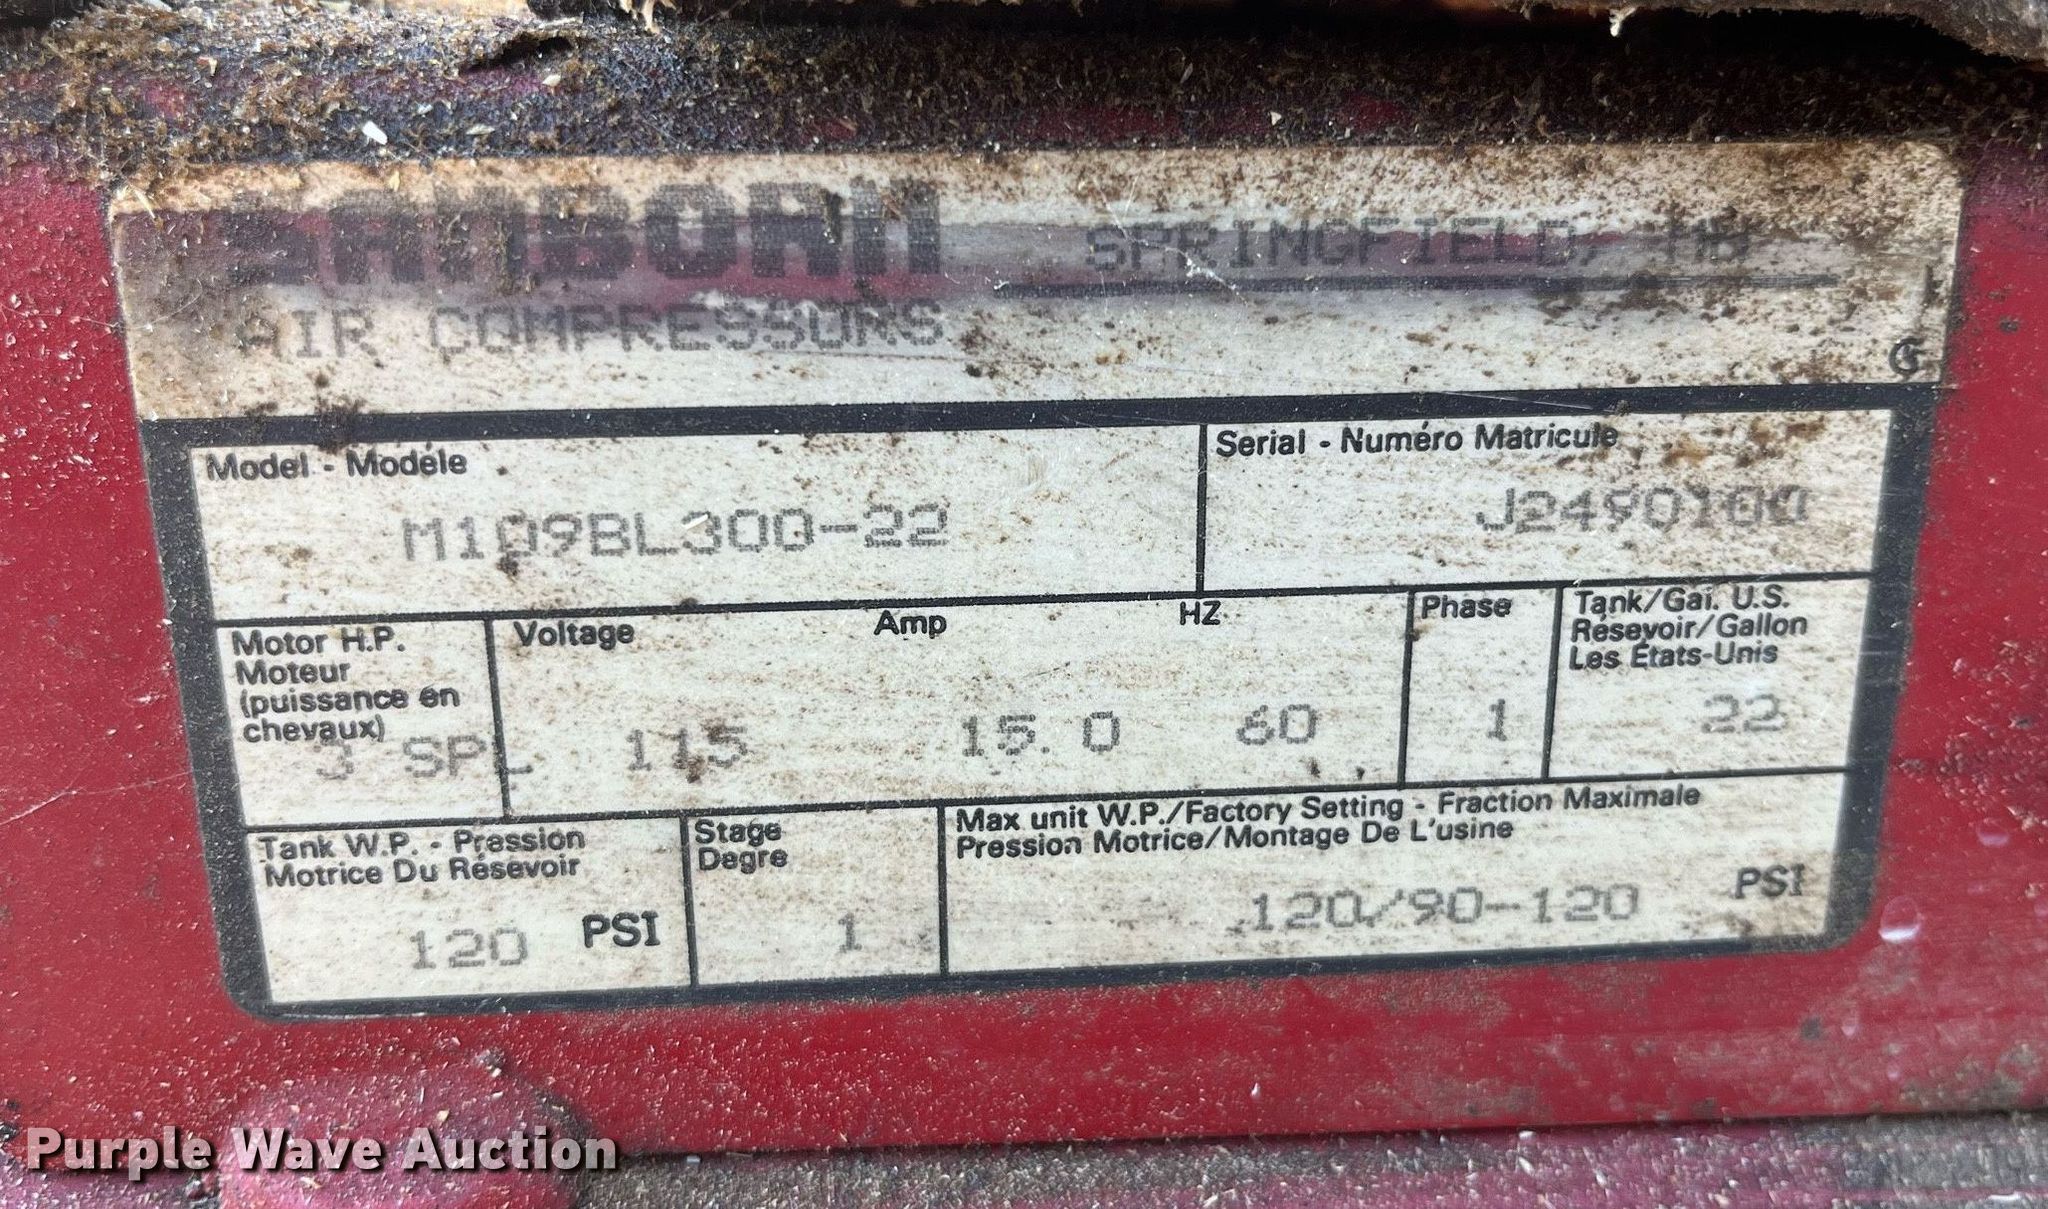 SANBORN
SPRINGFIELD, MN
AIR COMPRESSORS
Model - Modéle
M109BL300-22
Serial - Numéro Matricule
J2490100
Motor H.P.
Moteur
(puissance en
chevaux)
3 SPL
Voltage
115
Amp
15.0
HZ
60
Phase
1
Tank/Gal. U.S.
Résevoir/Gallon
Les États-Unis
22
Tank W.P. - Pression
Motrice Du Résevoir
120 PSI
Stage
Degre
1
Max unit W.P./Factory Setting - Fraction Maximale
Pression Motrice/Montage De L'usine
120/90-120 PSI
Purple Wave Auction